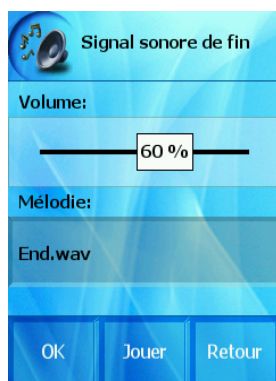 Signal sonore de fin
Volume:
60 %
Mélodie:
End.wav
OK Jouer Retour